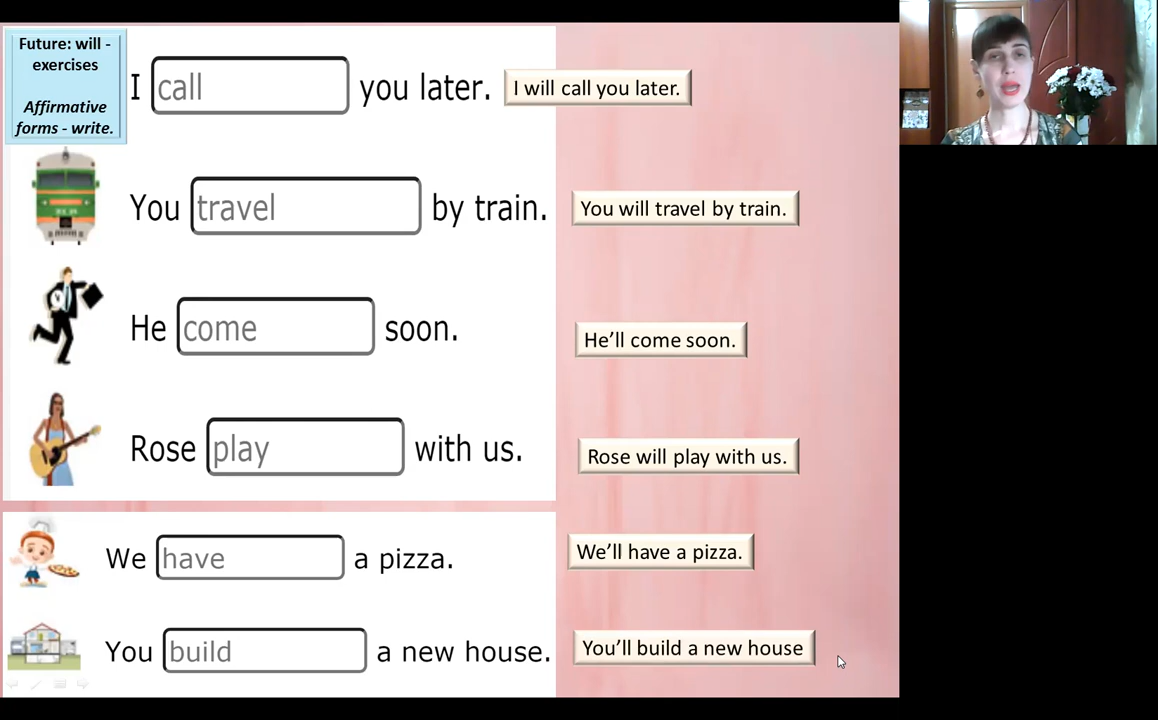 Future: will -
exercises
Affirmative
forms - write.
I call you later. I will call you later.
You travel by train. You will travel by train.
He come soon. He’ll come soon.
Rose play with us. Rose will play with us.
We have a pizza. We’ll have a pizza.
You build a new house. You’ll build a new house